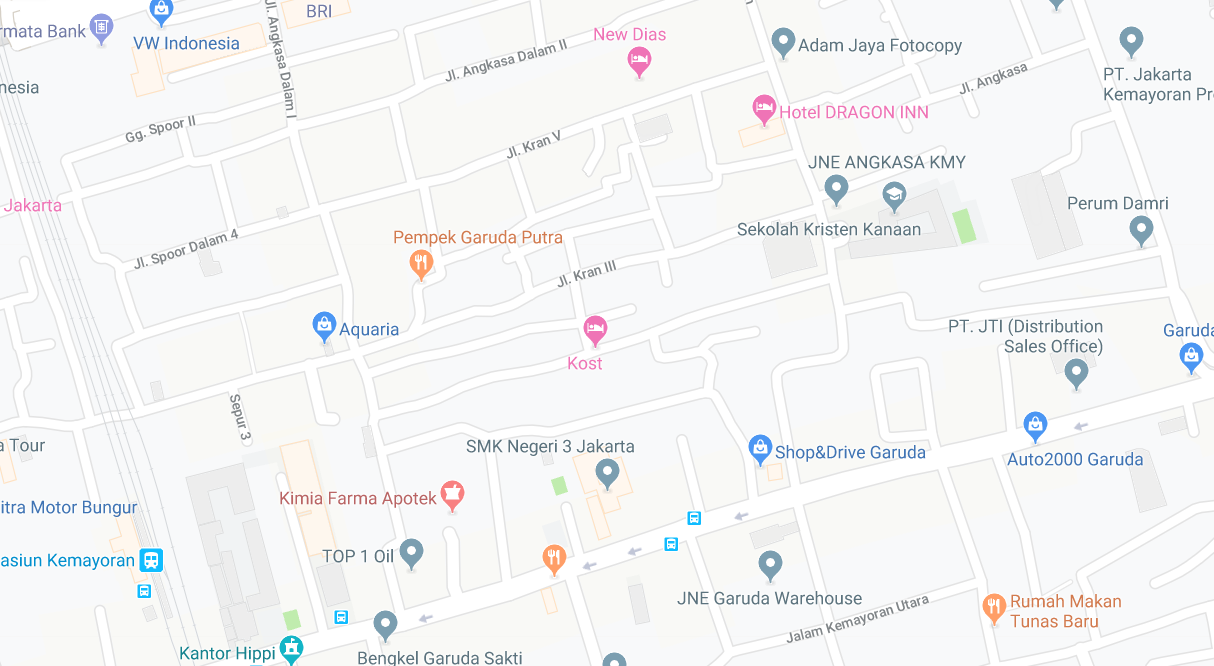 BRI
rmata Bank
VW Indonesia
New Dias
Adam Jaya Fotocopy
Jl. Angkasa Dalam II
Jl. Angkasa Dalam I
PT. Jakarta
Kemayoran Pr
Jl. Angkasa
nesia
Gg. Spoor II
Hotel DRAGON INN
Jl. Kran V
JNE ANGKASA KMY
Jakarta
Perum Damri
Sekolah Kristen Kanaan
Pempek Garuda Putra
Jl. Spoor Dalam 4
Jl. Kran III
Aquaria
PT. JTI (Distribution
Sales Office)
Garuda
Kost
Sepur 3
a Tour
SMK Negeri 3 Jakarta
Shop&Drive Garuda
Auto2000 Garuda
Kimia Farma Apotek
itra Motor Bungur
TOP 1 Oil
asiun Kemayoran
JNE Garuda Warehouse
Jalam Kemayoran Utara
Rumah Makan
Tunas Baru
Kantor Hippi
Bengkel Garuda Sakti